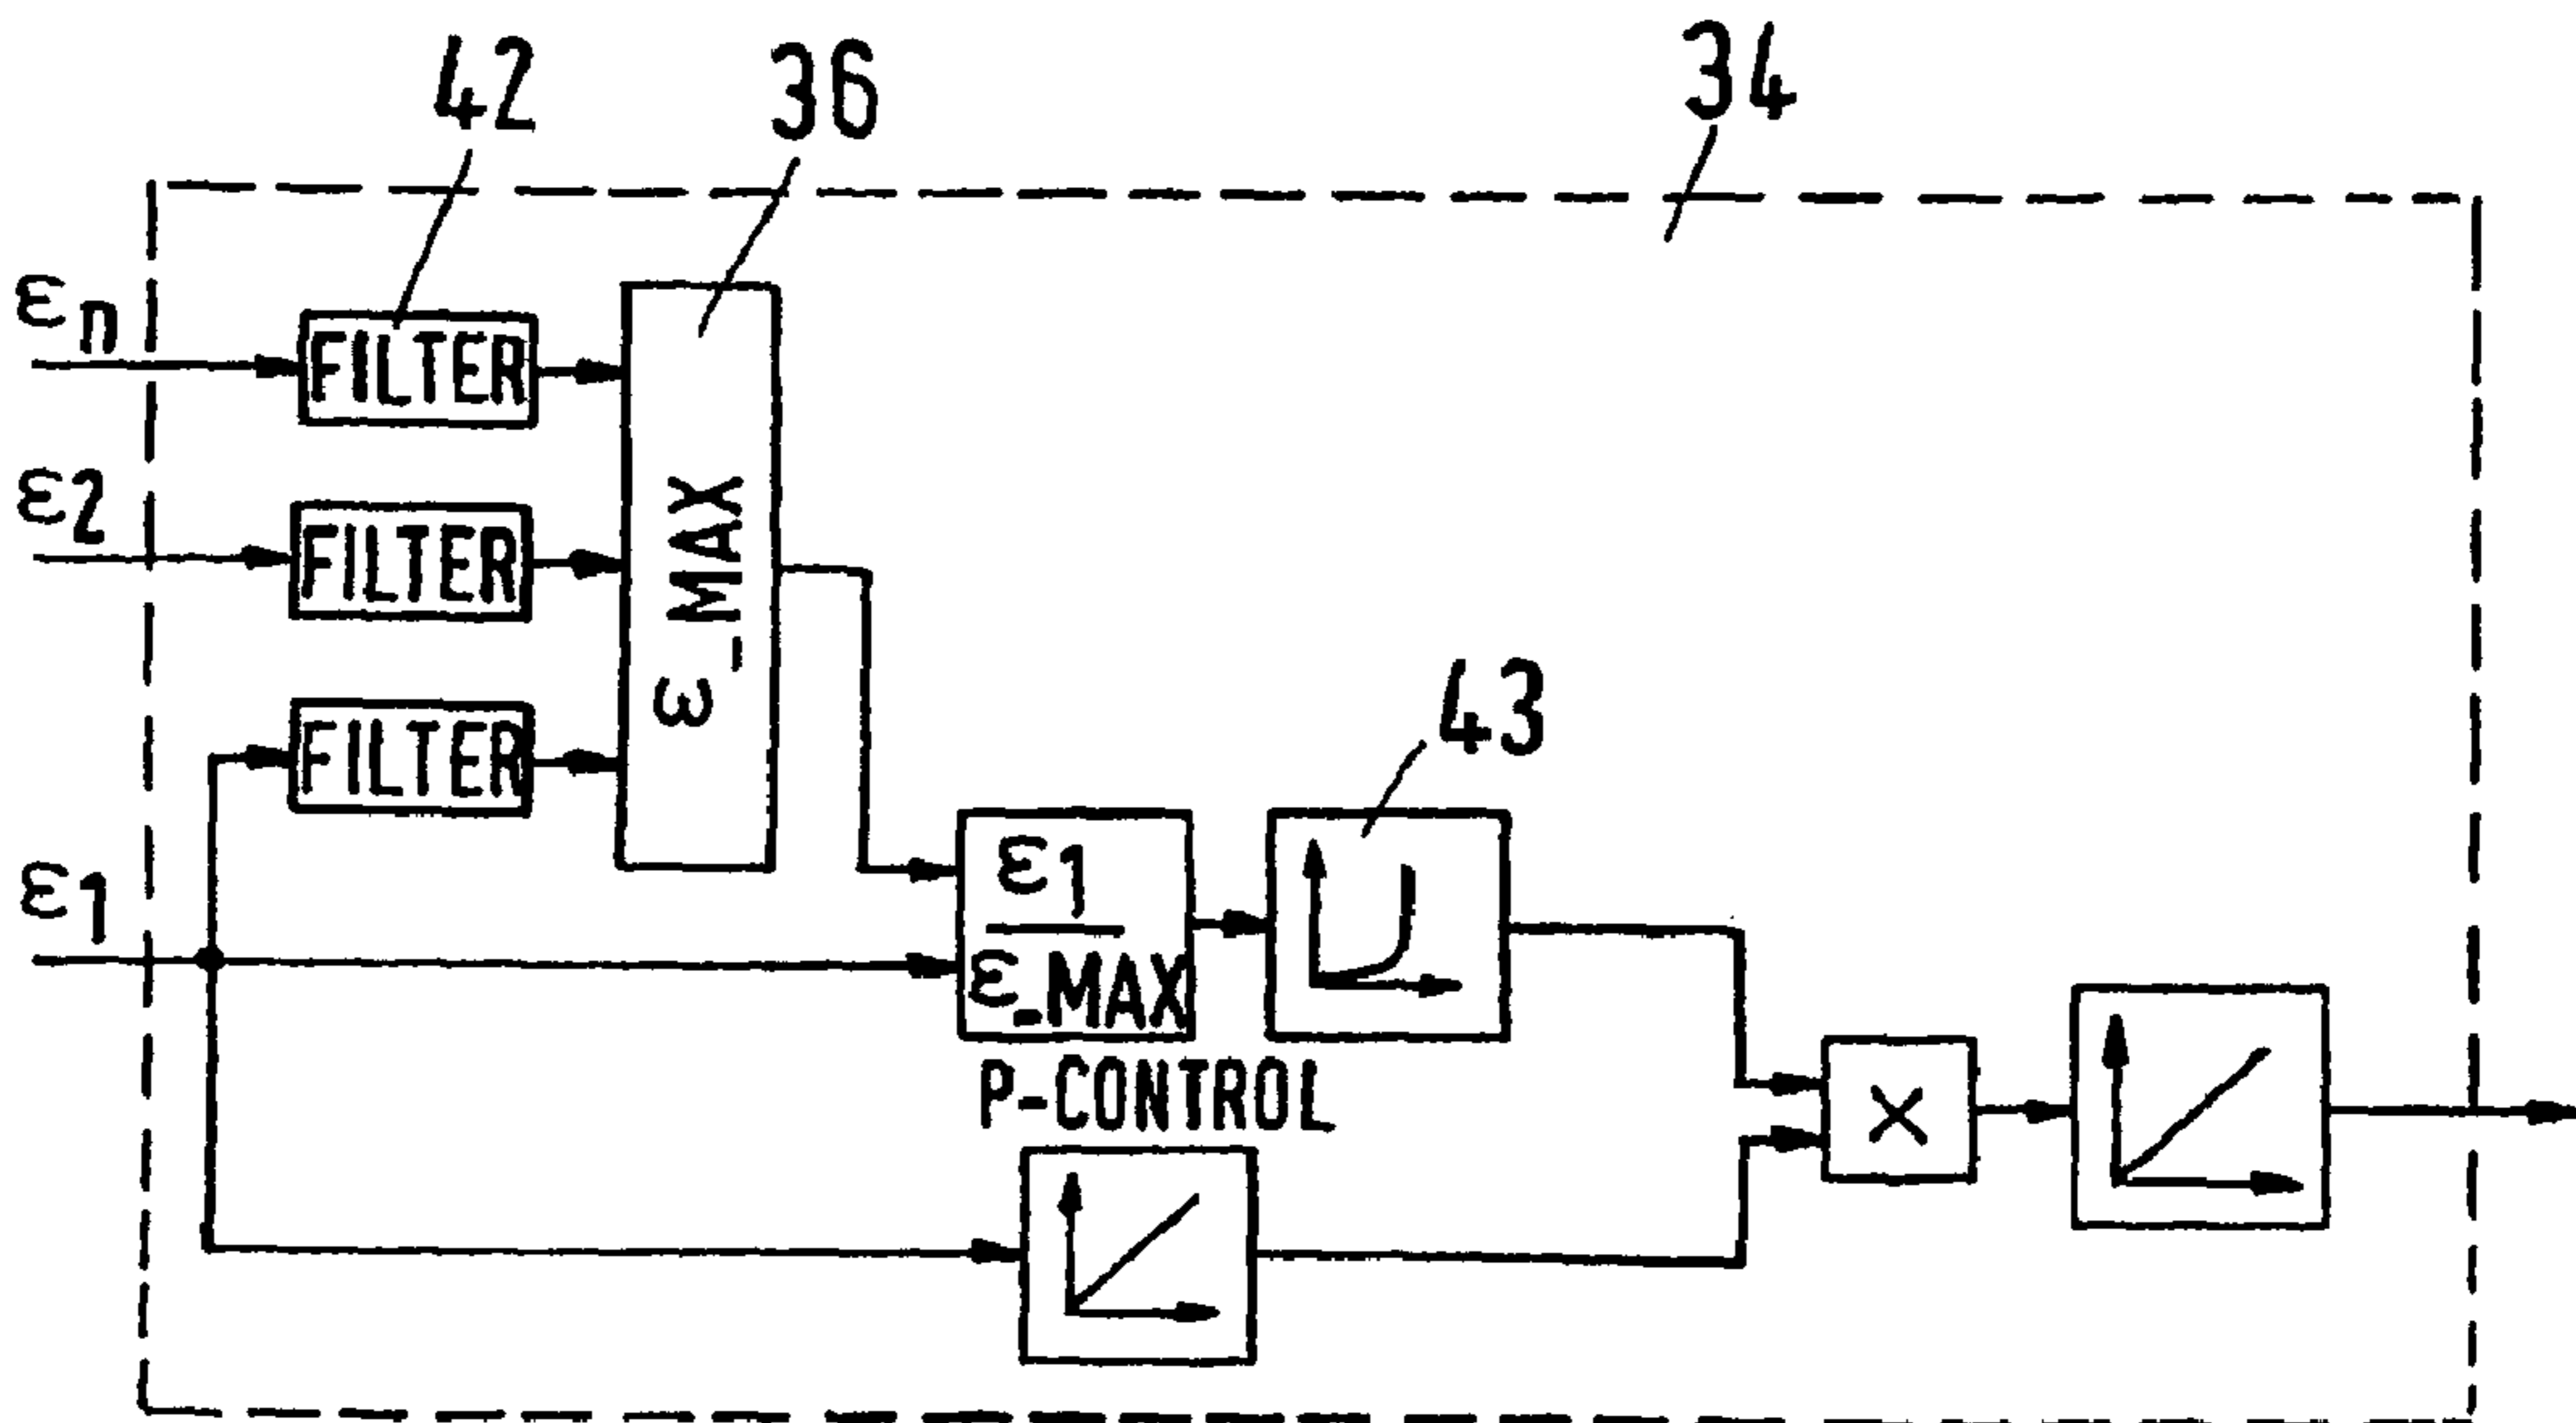 42
36
34
εn
FILTER
ε2
FILTER
ε_MAX
FILTER
43
ε1
ε1
ε_MAX
P-CONTROL
X